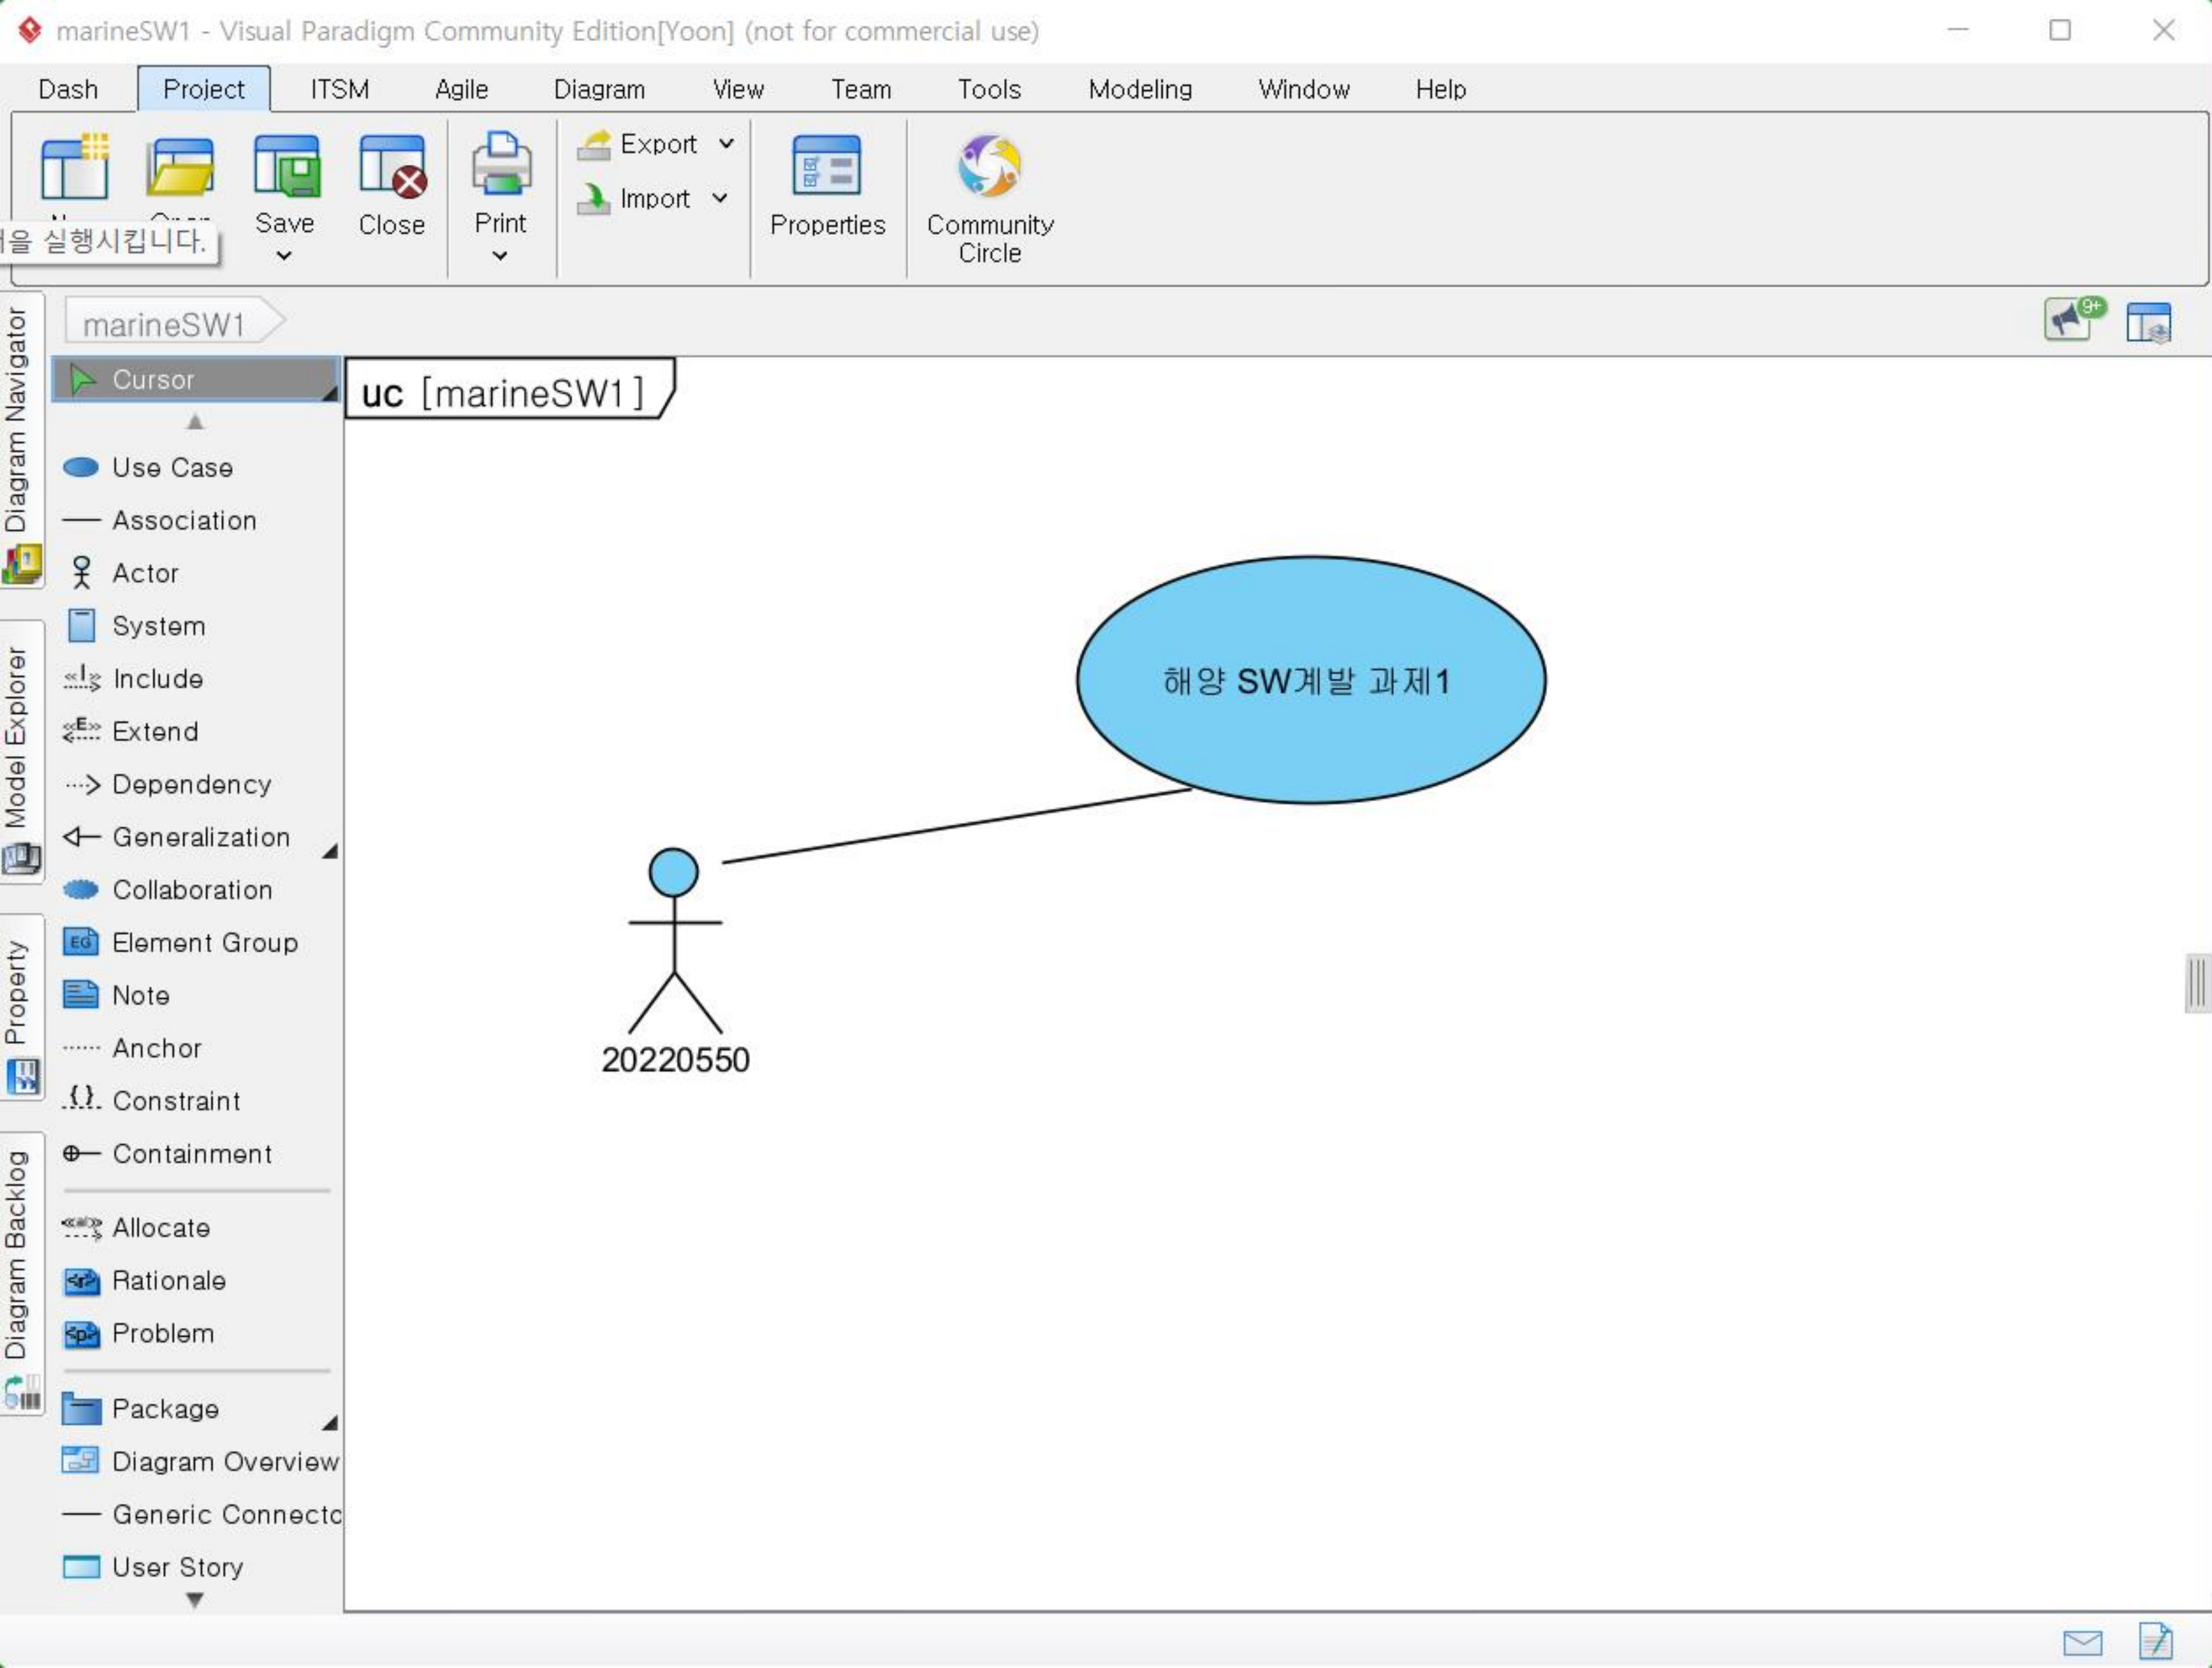 marineSW1 - Visual Paradigm Community Edition[Yoon] (not for commercial use)
Dash Project ITSM Agile Diagram View Team Tools Modeling Window Help
Save Close Print Export Import Properties Community Circle
을 실행시킵니다.
marineSW1
9+
Diagram Navigator
Model Explorer
Property
Diagram Backlog
Cursor
Use Case
Association
Actor
System
Include
Extend
Dependency
Generalization
Collaboration
EG Element Group
Note
Anchor
Constraint
Containment
Allocate
<r> Rationale
<p> Problem
Package
Diagram Overview
Generic Connecto
User Story
uc [marineSW1]
해양 SW계발 과제1
20220550